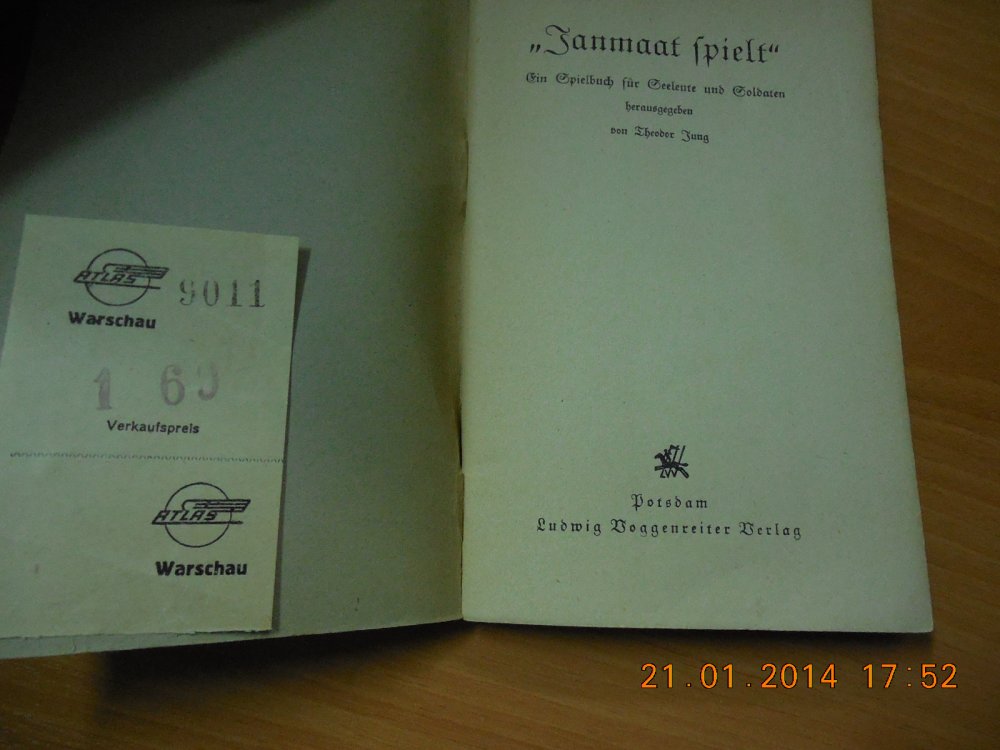 ATLAS
9011
Warschau
1 60
Verkaufspreis
ATLAS
Warschau
„Janmaat spielt“
Ein Spielbuch für Seeleute und Soldaten
herausgegeben
von Theodor Jung
Potsdam
Ludwig Voggenreiter Verlag
21.01.2014 17:52